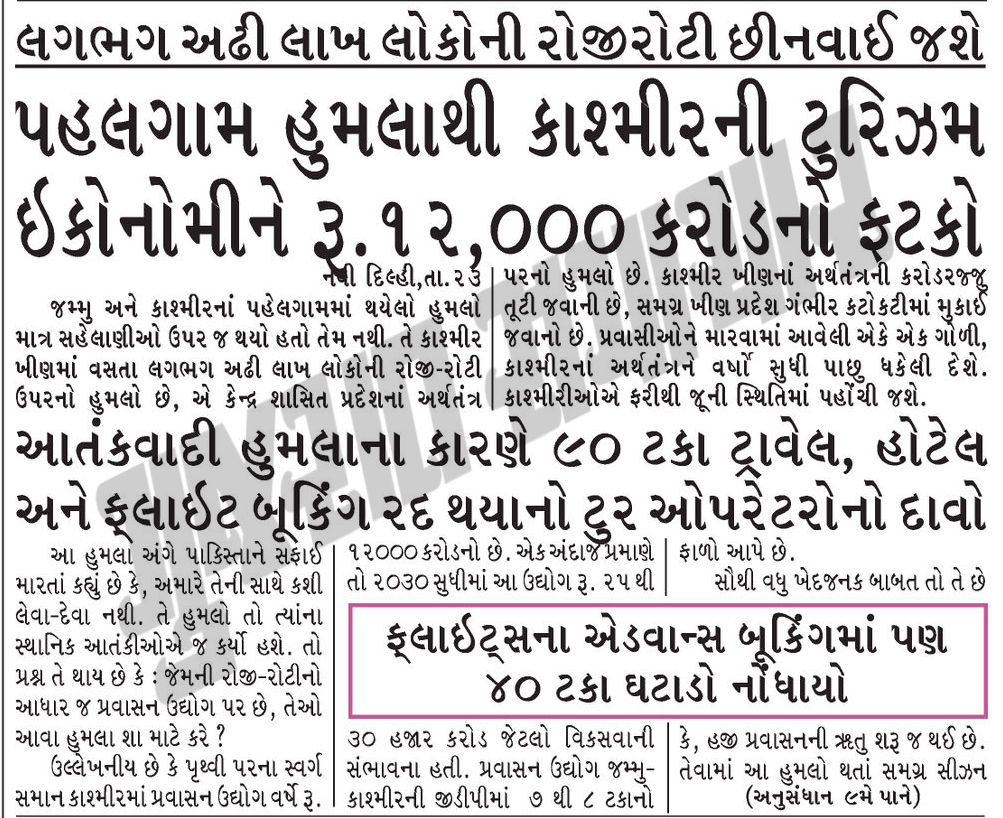 લગભગ અઢી લાખ લોકોની રોજીરોટી છીનવાઈ જશે
પહલગામ હુમલાથી કાશ્મીરની ટુરિઝમ
ઇકોનોમીને રૂ.૧૨,૦૦૦ કરોડનો ફટકો
નવી દિલ્હી,તા.૨૩
જમ્મુ અને કાશ્મીરનાં પહેલગામમાં થયેલો હુમલો
માત્ર સહેલાણીઓ ઉપર જ થયો હતો તેમ નથી. તે કાશ્મીર
ખીણમાં વસતા લગભગ અઢી લાખ લોકોની રોજી-રોટી
ઉપરનો હુમલો છે, એ કેન્દ્ર શાસિત પ્રદેશનાં અર્થતંત્ર
પરનો હુમલો છે. કાશ્મીર ખીણનાં અર્થતંત્રની કરોડરજ્જુ
તૂટી જવાની છે, સમગ્ર ખીણ પ્રદેશ ગંભીર કટોકટીમાં મુકાઈ
જવાનો છે. પ્રવાસીઓને મારવામાં આવેલી એકે એક ગોળી,
કાશ્મીરનાં અર્થતંત્રને વર્ષો સુધી પાછુ ધકેલી દેશે.
કાશ્મીરીઓએ ફરીથી જૂની સ્થિતિમાં પહોંચી જશે.
આતંકવાદી હુમલાના કારણે ૯૦ ટકા ટ્રાવેલ, હોટેલ
અને ફ્લાઇટ બૂકિંગ રદ થયાનો ટુર ઓપરેટરોનો દાવો
આ હુમલા અંગે પાકિસ્તાને સફાઈ
મારતાં કહ્યું છે કે, અમારે તેની સાથે કશી
લેવા-દેવા નથી. તે હુમલો તો ત્યાંના
સ્થાનિક આતંકીઓએ જ કર્યો હશે. તો
પ્રશ્ન તે થાય છે કે : જેમની રોજી-રોટીનો
આધાર જ પ્રવાસન ઉદ્યોગ પર છે, તેઓ
આવા હુમલા શા માટે કરે ?
ઉલ્લેખનીય છે કે પૃથ્વી પરના સ્વર્ગ
સમાન કાશ્મીરમાં પ્રવાસન ઉદ્યોગ વર્ષે રૂ.
૧૨૦૦૦ કરોડનો છે. એક અંદાજ પ્રમાણે
તો ૨૦૩૦ સુધીમાં આ ઉદ્યોગ રૂ. ૨૫ થી
ફ્લાઇટ્સના એડવાન્સ બૂકિંગમાં પણ
૪૦ ટકા ઘટાડો નોંધાયો
૩૦ હજાર કરોડ જેટલો વિકસવાની
સંભાવના હતી. પ્રવાસન ઉદ્યોગ જમ્મુ-
કાશ્મીરની જીડીપીમાં ૭ થી ૮ ટકાનો
ફાળો આપે છે.
સૌથી વધુ ખેદજનક બાબત તો તે છે
કે, હજી પ્રવાસનની ઋતુ શરૂ જ થઈ છે.
તેવામાં આ હુમલો થતાં સમગ્ર સીઝન
(અનુસંધાન ૯મે પાને)
ગુજરાત સમાચાર